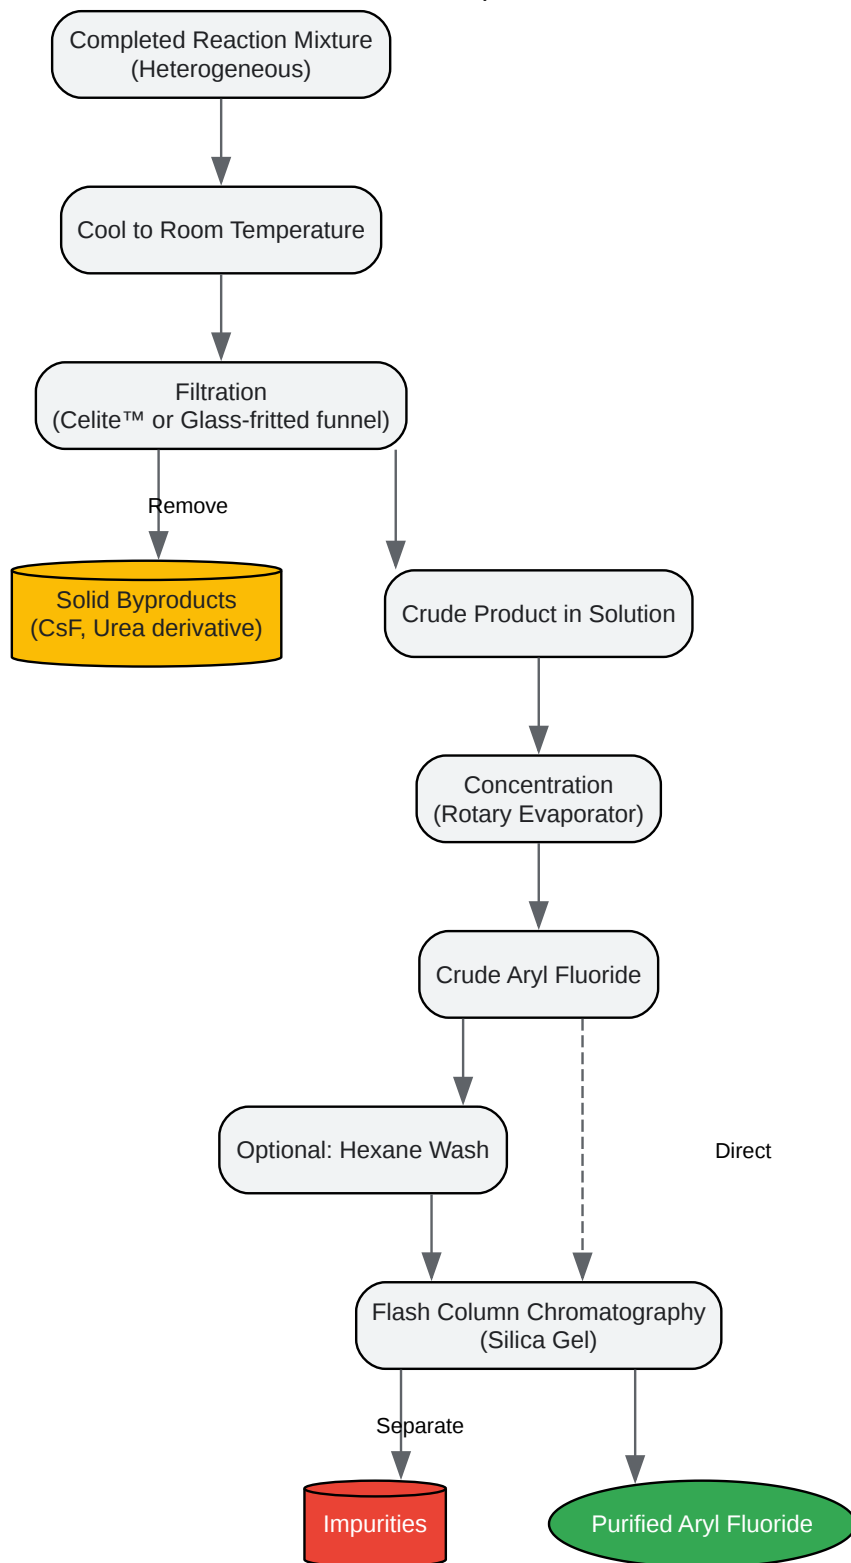 Completed Reaction Mixture
(Heterogeneous)
Cool to Room Temperature
Filtration
(Celite™ or Glass-fritted funnel)
Remove
Solid Byproducts
(CsF, Urea derivative)
Crude Product in Solution
Concentration
(Rotary Evaporator)
Crude Aryl Fluoride
Optional: Hexane Wash
Direct
Flash Column Chromatography
(Silica Gel)
Separate
Impurities
Purified Aryl Fluoride